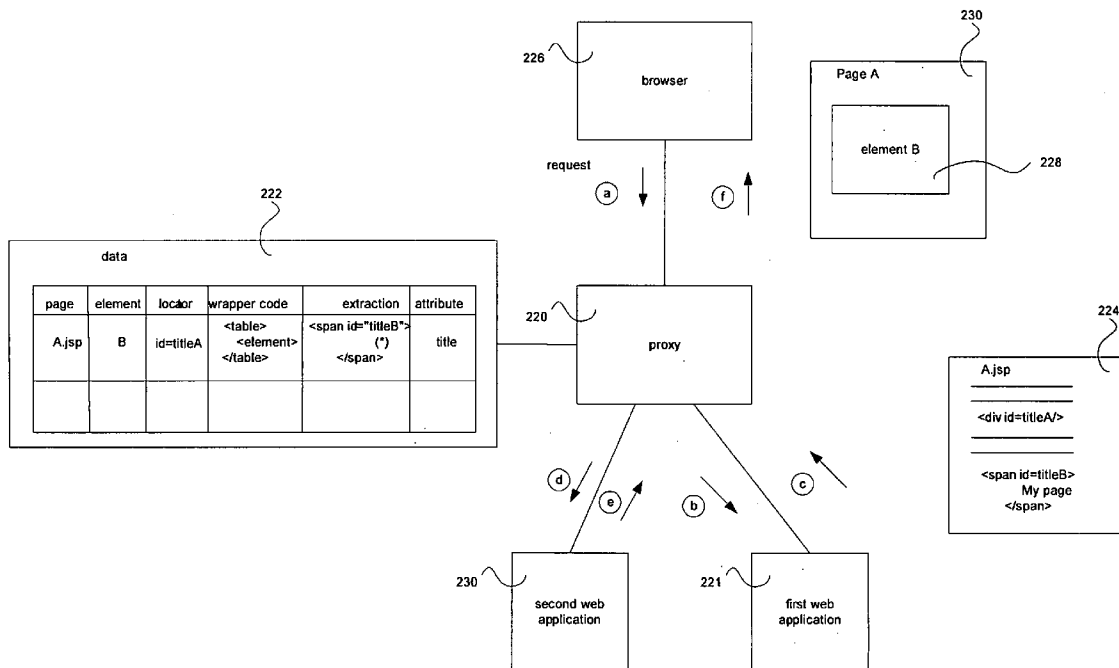 230
226
browser
Page A
element B
228
request
a
f
222
data
page element locator wrapper code extraction attribute
A.jsp B id=titleA <table> <element> </table> <span id="titleB"> (*) </span> title
220
proxy
224
A.jsp
<div id=titleA/>
<span id=titleB>
My page
</span>
d
e
b
c
230
second web
application
221
first web
application